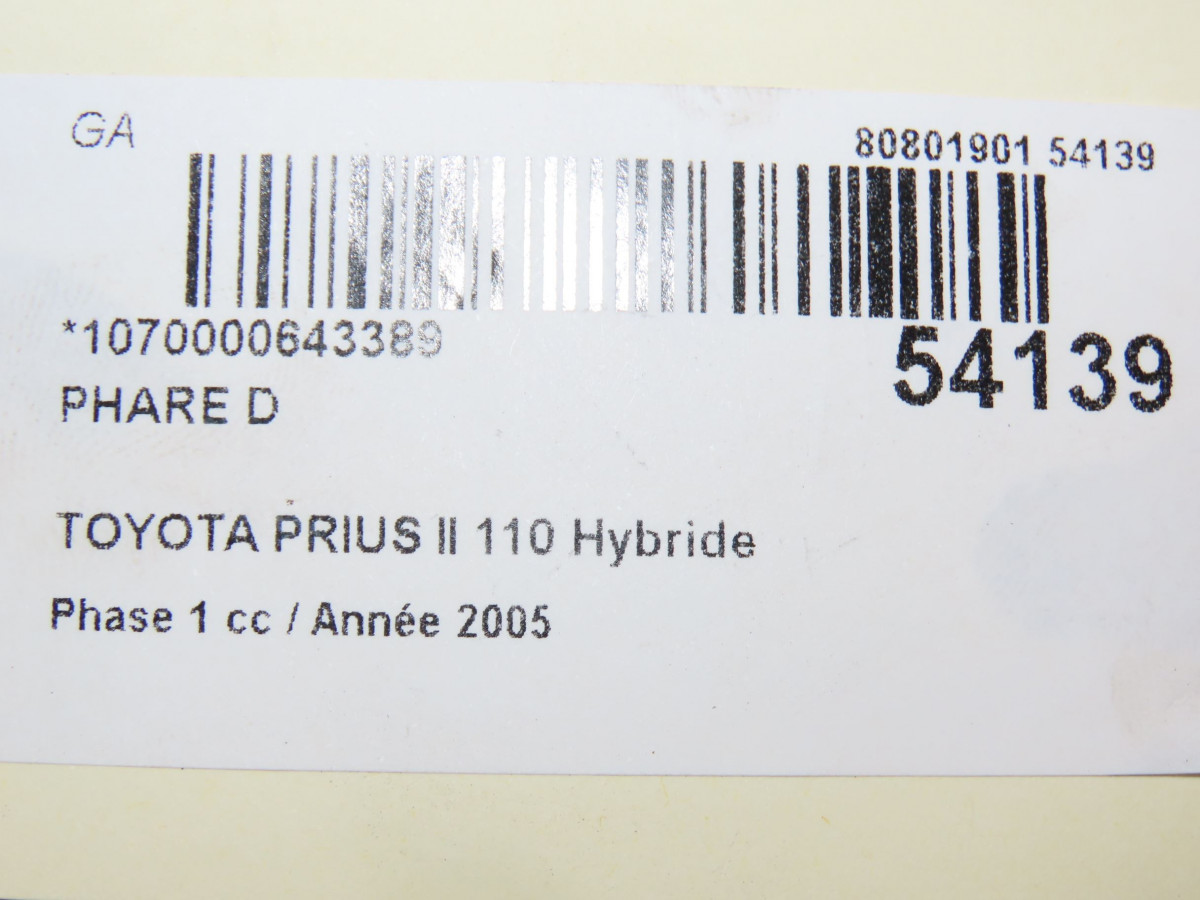 GA
80801901 54139
*1070000643389
54139
PHARE D
TOYOTA PRIUS II 110 Hybride
Phase 1 cc / Année 2005